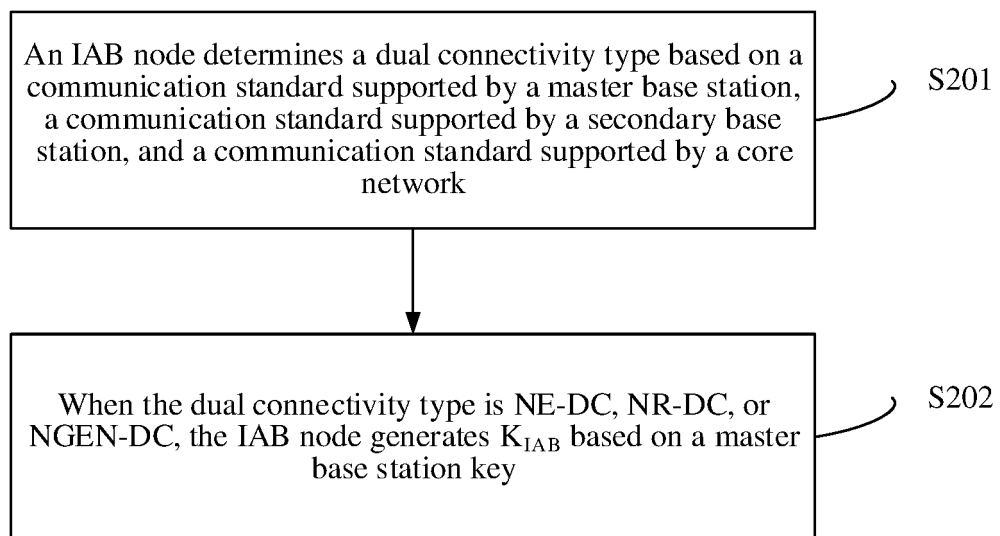 An IAB node determines a dual connectivity type based on a
communication standard supported by a master base station,
a communication standard supported by a secondary base
station, and a communication standard supported by a core
network
S201
When the dual connectivity type is NE-DC, NR-DC, or
NGEN-DC, the IAB node generates K_IAB based on a master
base station key
S202